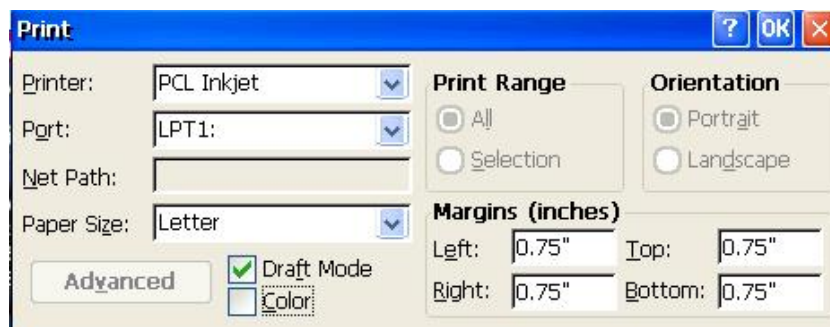 Print ? OK
Printer: PCL Inkjet
Port: LPT1:
Net Path:
Paper Size: Letter
Advanced
Draft Mode
Color
Print Range
All
Selection
Orientation
Portrait
Landscape
Margins (inches)
Left: 0.75" Top: 0.75"
Right: 0.75" Bottom: 0.75"